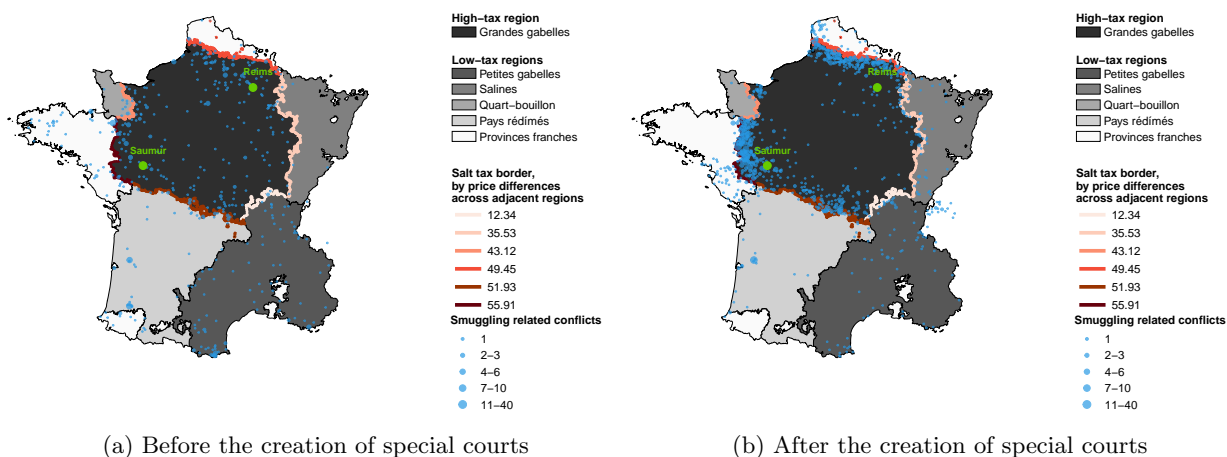 Reims
Saumur
High−tax region
Grandes gabelles
Low−tax regions
Petites gabelles
Salines
Quart−bouillon
Pays rédimés
Provinces franches
Salt tax border,
by price differences
across adjacent regions
12.34
35.53
43.12
49.45
51.93
55.91
Smuggling related conflicts
1
2−3
4−6
7−10
11−40
(a) Before the creation of special courts
Reims
Saumur
High−tax region
Grandes gabelles
Low−tax regions
Petites gabelles
Salines
Quart−bouillon
Pays rédimés
Provinces franches
Salt tax border,
by price differences
across adjacent regions
12.34
35.53
43.12
49.45
51.93
55.91
Smuggling related conflicts
1
2−3
4−6
7−10
11−40
(b) After the creation of special courts